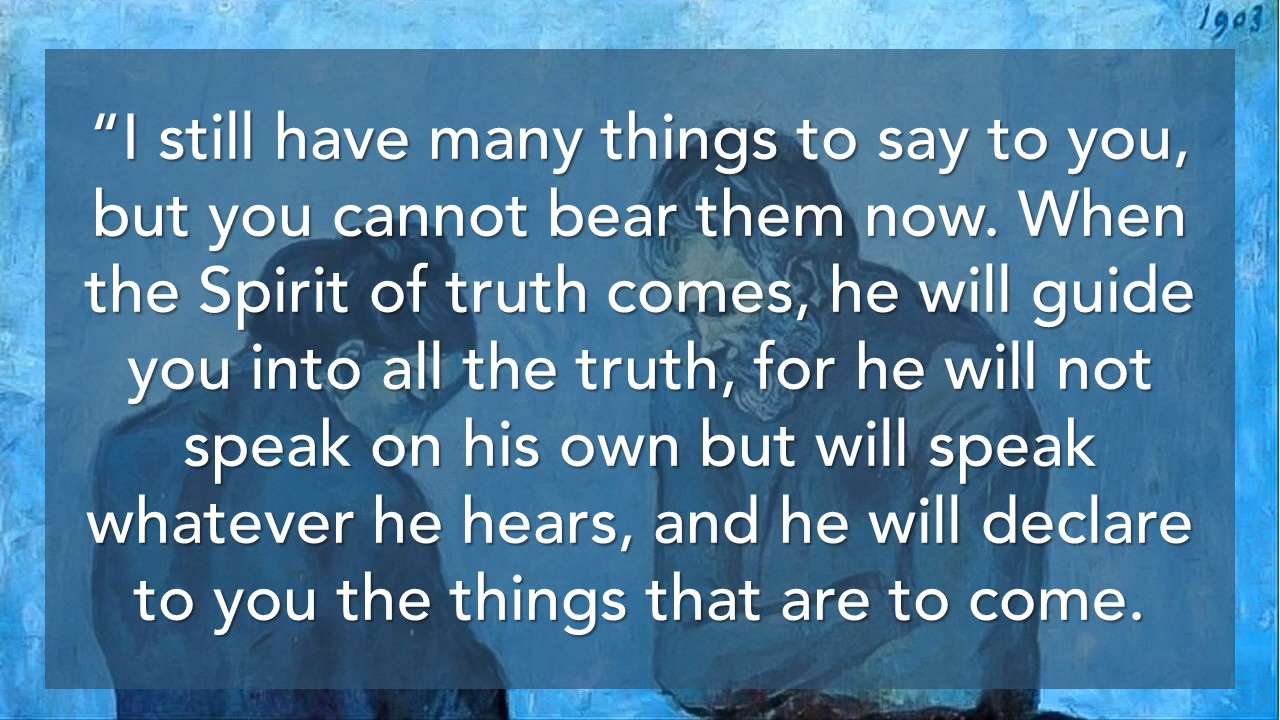 1903
“I still have many things to say to you,
but you cannot bear them now. When
the Spirit of truth comes, he will guide
you into all the truth, for he will not
speak on his own but will speak
whatever he hears, and he will declare
to you the things that are to come.